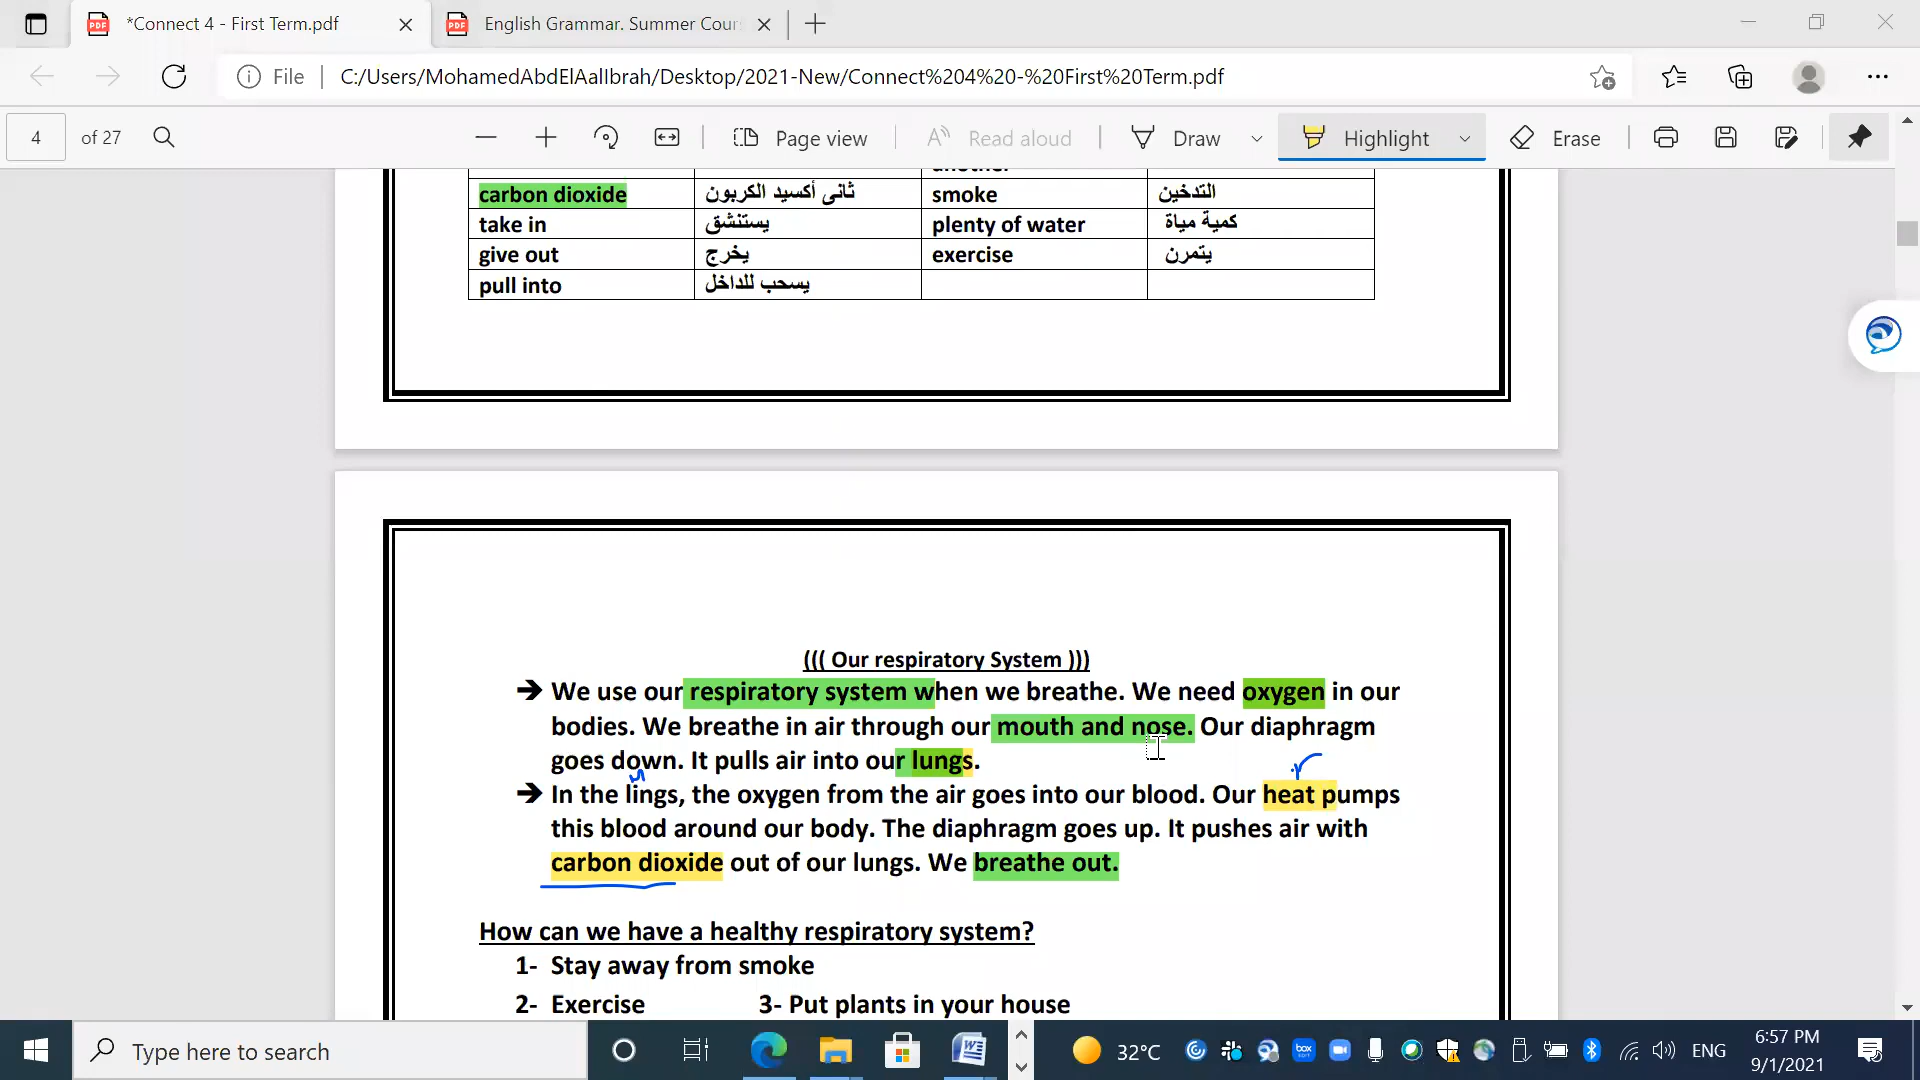 *Connect 4 - First Term.pdf
English Grammar. Summer Cour
File
C:/Users/MohamedAbdElAalIbrah/Desktop/2021-New/Connect%204%20-%20First%20Term.pdf
4 of 27
Page view
Read aloud
Draw
Highlight
Erase
another
carbon dioxide ثانى أكسيد الكربون smoke التدخين
take in يستنشق plenty of water كمية مياة
give out يخرج exercise يتمرن
pull into يسحب للداخل
((( Our respiratory System )))
➔ We use our respiratory system when we breathe. We need oxygen in our
bodies. We breathe in air through our mouth and nose. Our diaphragm
goes down. It pulls air into our lungs.
➔ In the lings, the oxygen from the air goes into our blood. Our heat pumps
this blood around our body. The diaphragm goes up. It pushes air with
carbon dioxide out of our lungs. We breathe out.
How can we have a healthy respiratory system?
1- Stay away from smoke
2- Exercise 3- Put plants in your house
Type here to search
32°C
ENG
6:57 PM
9/1/2021